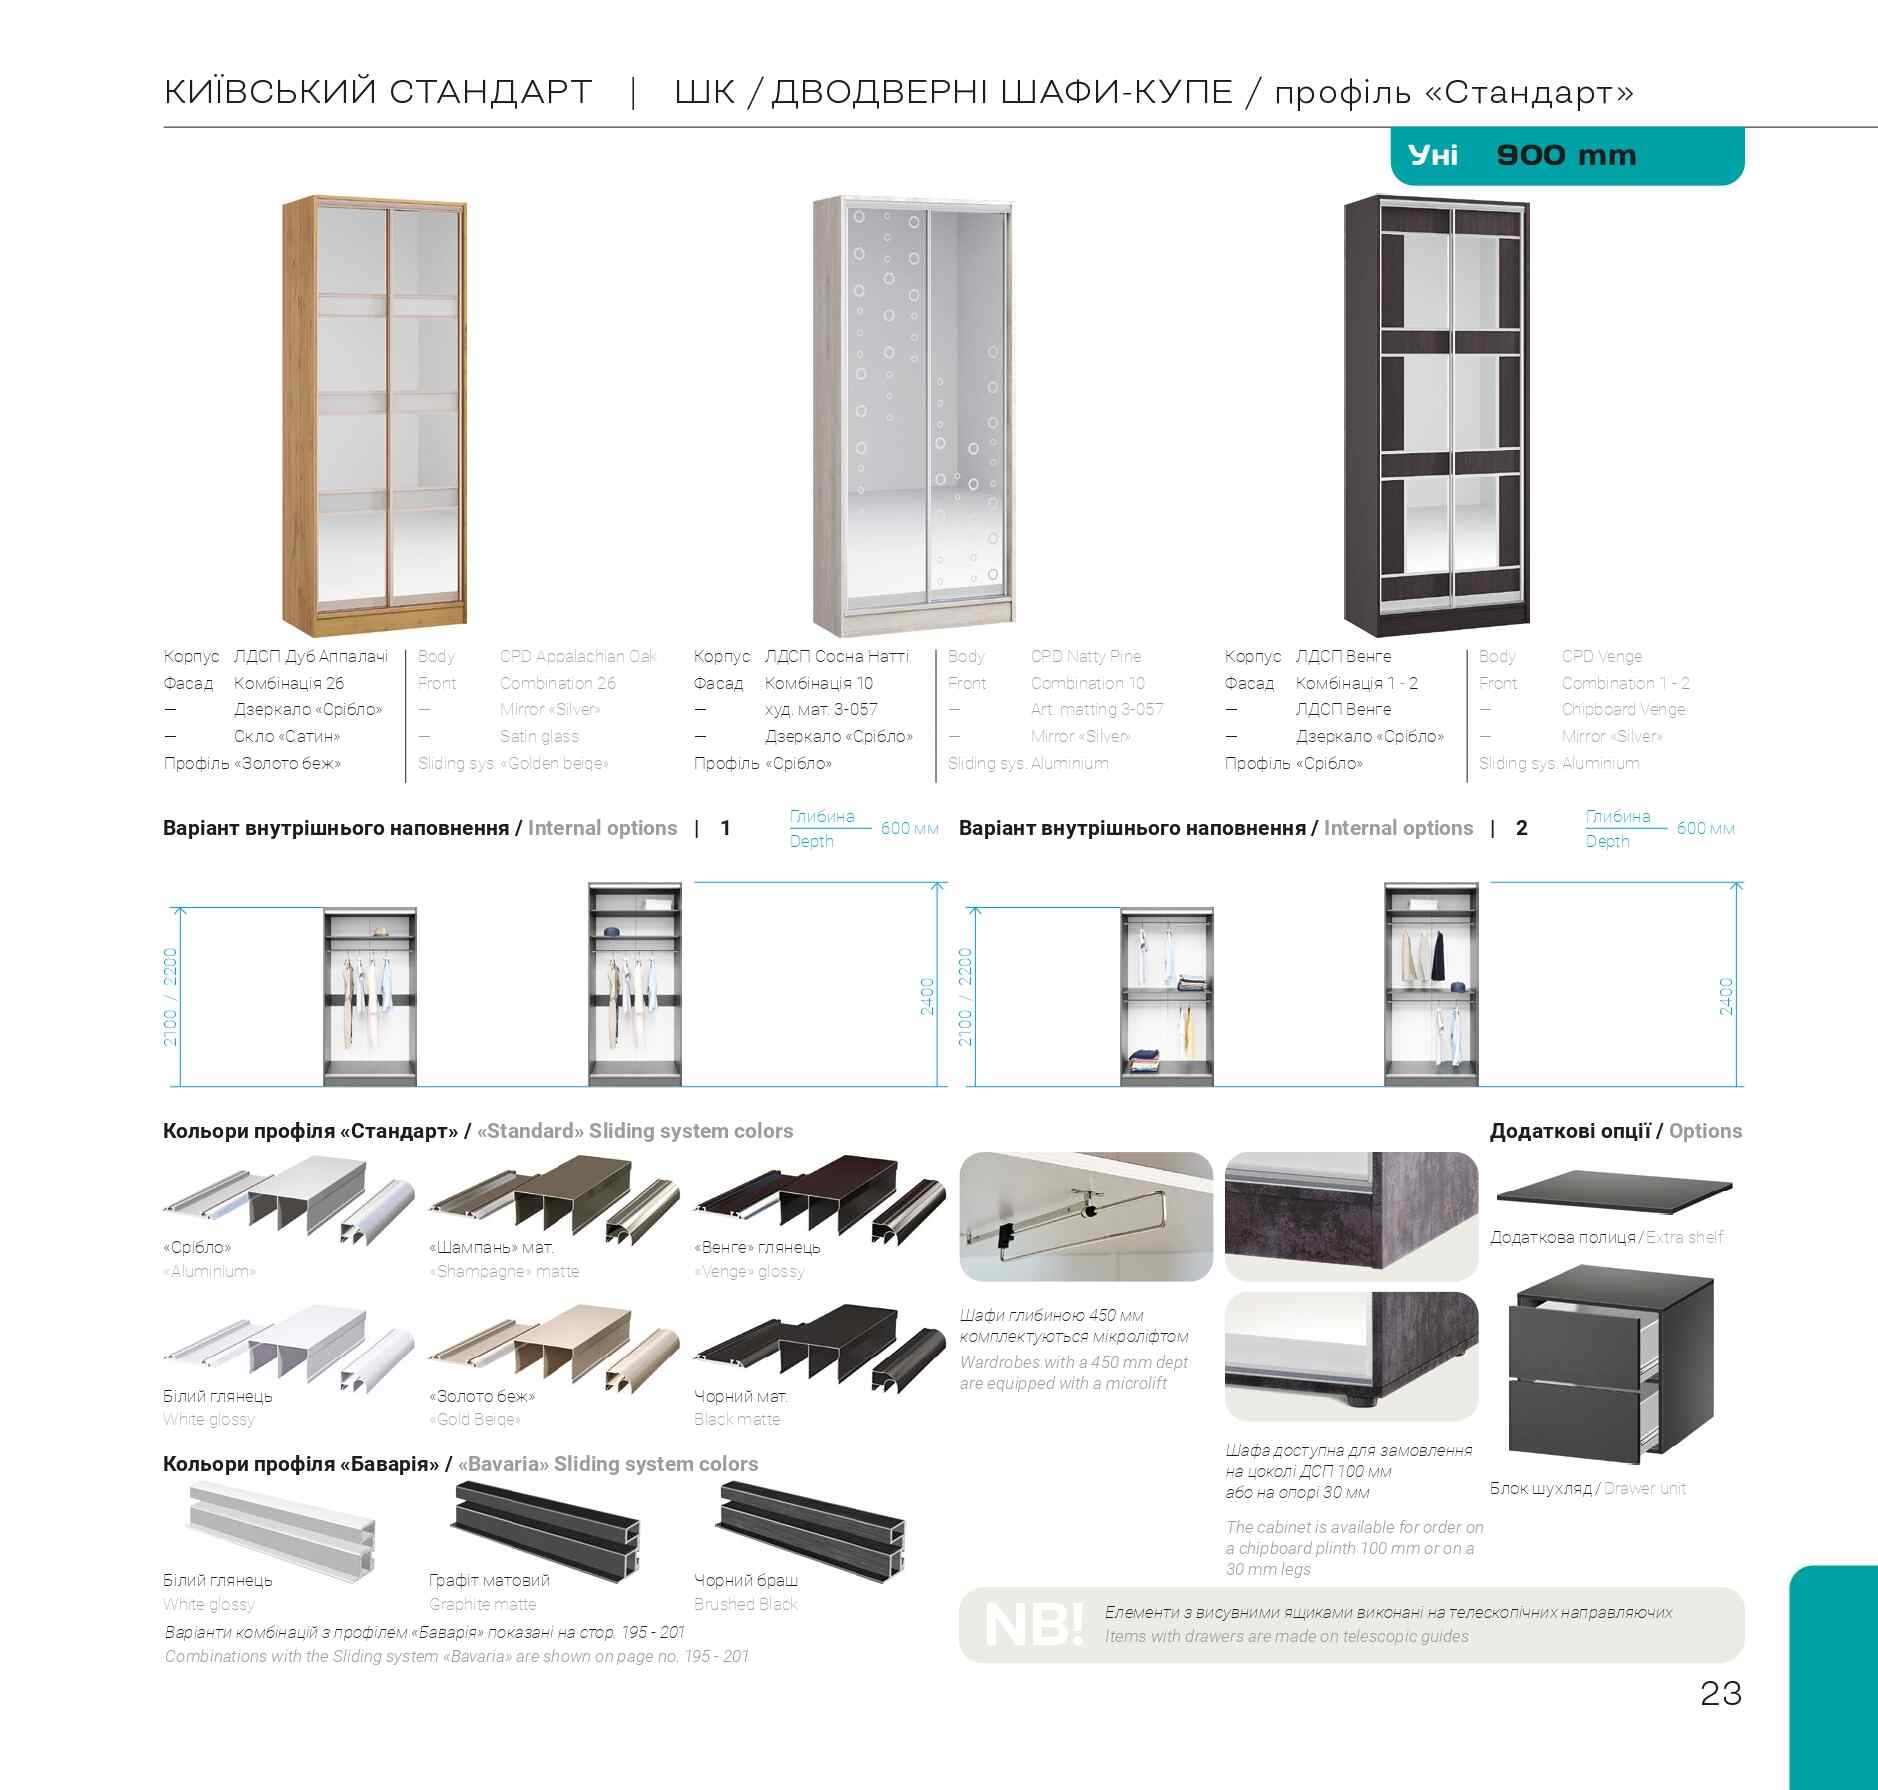 КИЇВСЬКИЙ СТАНДАРТ | ШК / ДВОДВЕРНІ ШАФИ-КУПЕ / профіль «Стандарт»
Уні 900 mm
Корпус ЛДСП Дуб Аппалачі Body CPD Appalachian Oak
Фасад Комбінація 26 Front Combination 26
— Дзеркало «Срібло» — Mirror «Silver»
— Скло «Сатин» — Satin glass
Профіль «Золото беж» Sliding sys. «Golden beige»
Корпус ЛДСП Сосна Натті Body CPD Natty Pine
Фасад Комбінація 10 Front Combination 10
— худ. мат. 3-057 — Art. matting 3-057
— Дзеркало «Срібло» — Mirror «Silver»
Профіль «Срібло» Sliding sys. Aluminium
Корпус ЛДСП Венге Body CPD Venge
Фасад Комбінація 1 - 2 Front Combination 1 - 2
— ЛДСП Венге — Chipboard Venge
— Дзеркало «Срібло» — Mirror «Silver»
Профіль «Срібло» Sliding sys. Aluminium
Варіант внутрішнього наповнення / Internal options | 1
Глибина
Depth
600 мм
2100 / 2200
2400
Варіант внутрішнього наповнення / Internal options | 2
Глибина
Depth
600 мм
2100 / 2200
2400
Кольори профіля «Стандарт» / «Standard» Sliding system colors
«Срібло»
«Aluminium»
«Шампань» мат.
«Shampagne» matte
«Венге» глянець
«Venge» glossy
Білий глянець
White glossy
«Золото беж»
«Gold Beige»
Чорний мат.
Black matte
Кольори профіля «Баварія» / «Bavaria» Sliding system colors
Білий глянець
White glossy
Графіт матовий
Graphite matte
Чорний браш
Brushed Black
Варіанти комбінацій з профілем «Баварія» показані на стор. 195 - 201
Combinations with the Sliding system «Bavaria» are shown on page no. 195 - 201
Шафи глибиною 450 мм
комплектуються мікроліфтом
Wardrobes with a 450 mm dept
are equipped with a microlift
Шафа доступна для замовлення
на цоколі ДСП 100 мм
або на опорі 30 мм
The cabinet is available for order on
a chipboard plinth 100 mm or on a
30 mm legs
Додаткові опції / Options
Додаткова полиця / Extra shelf
Блок шухляд / Drawer unit
NB!
Елементи з висувними ящиками виконані на телескопічних направляючих
Items with drawers are made on telescopic guides
23